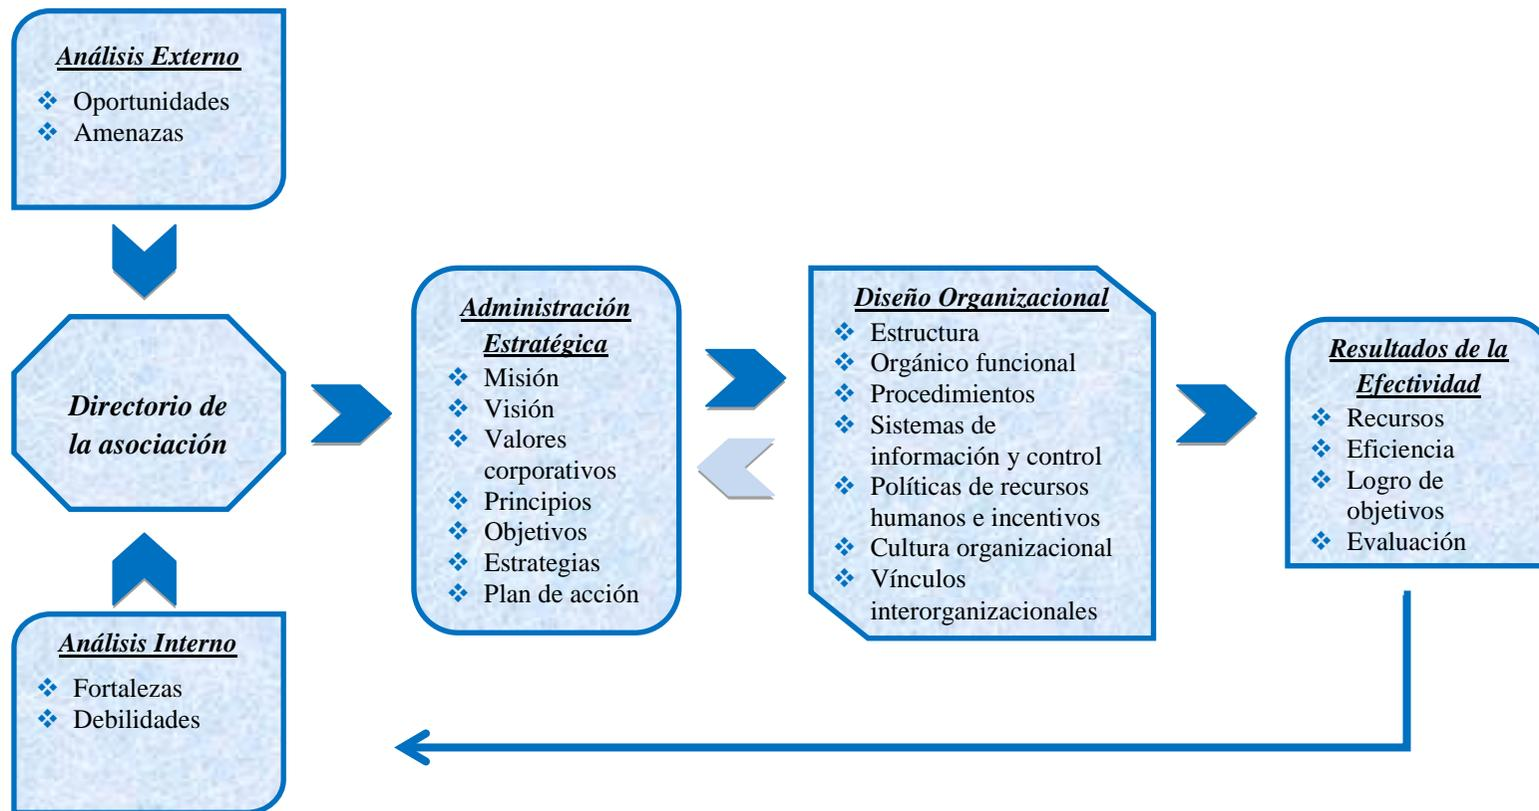 Análisis Externo
Oportunidades
Amenazas
Directorio de
la asociación
Análisis Interno
Fortalezas
Debilidades
Administración
Estratégica
Misión
Visión
Valores
corporativos
Principios
Objetivos
Estrategias
Plan de acción
Diseño Organizacional
Estructura
Orgánico funcional
Procedimientos
Sistemas de
información y control
Políticas de recursos
humanos e incentivos
Cultura organizacional
Vínculos
interorganizacionales
Resultados de la
Efectividad
Recursos
Eficiencia
Logro de
objetivos
Evaluación